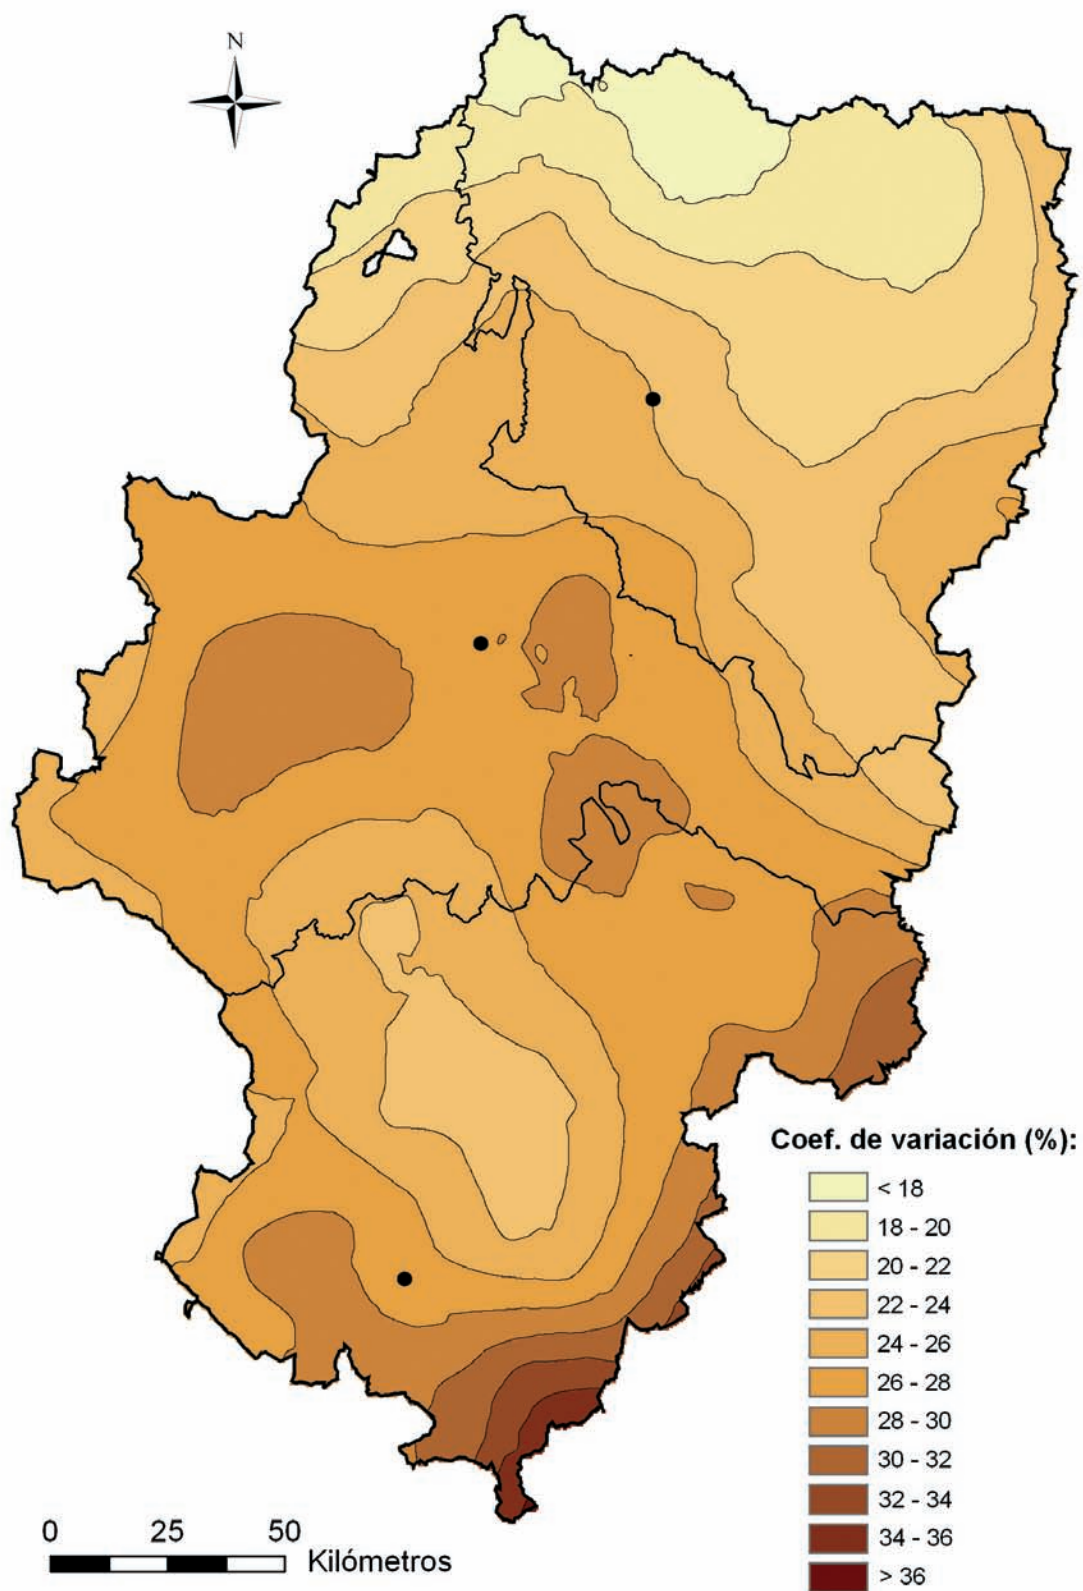 N
Coef. de variación (%):
< 18
18 - 20
20 - 22
22 - 24
24 - 26
26 - 28
28 - 30
30 - 32
32 - 34
34 - 36
> 36
0 25 50
Kilómetros